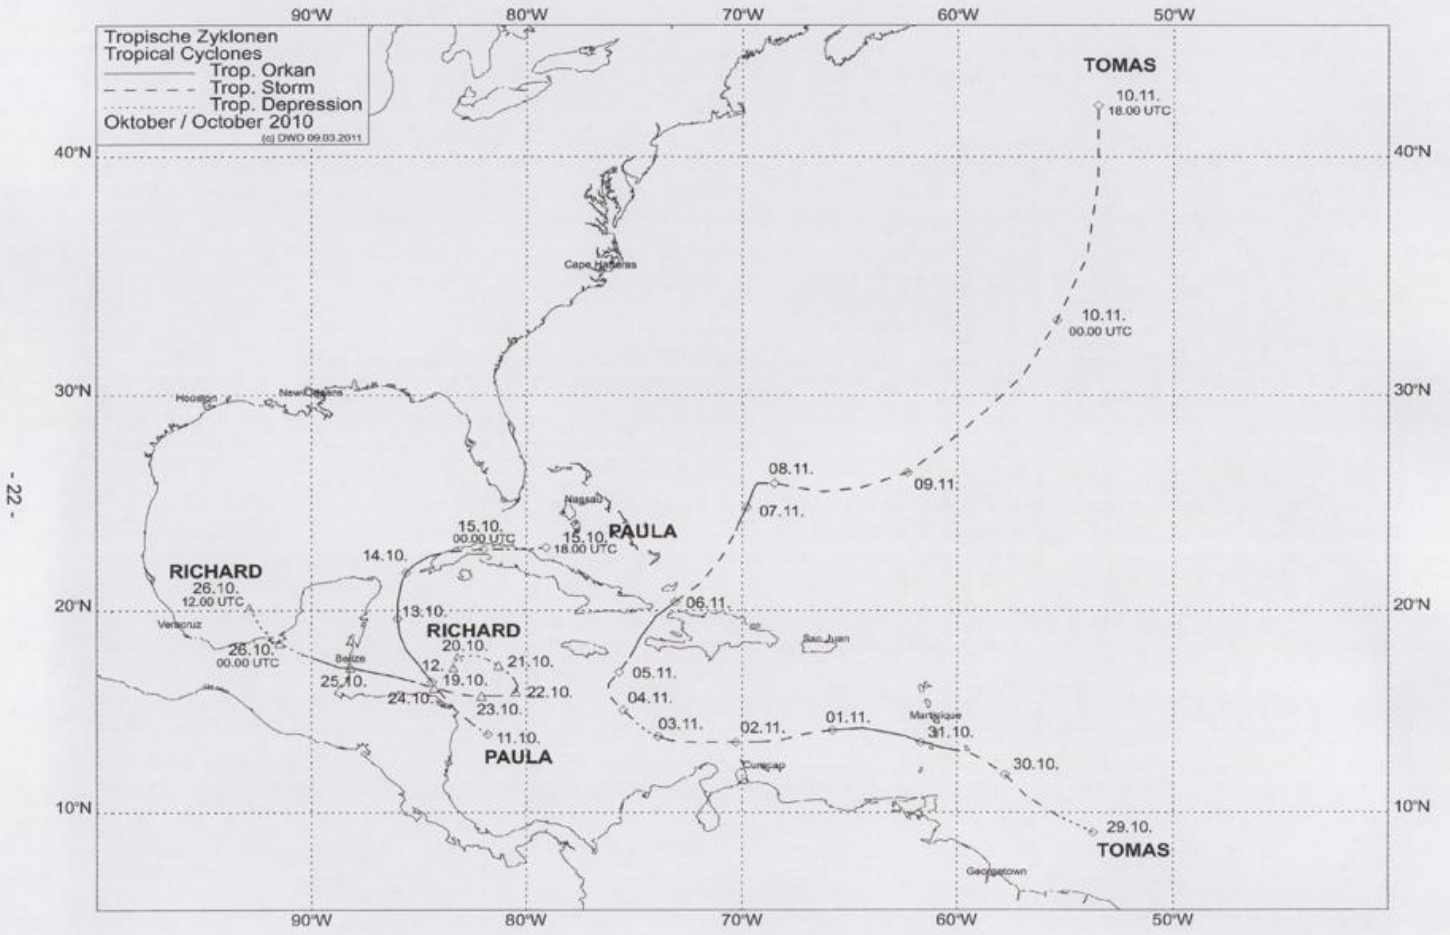 90°W 80°W 70°W 60°W 50°W
Tropische Zyklonen
Tropical Cyclones
Trop. Orkan
Trop. Storm
Trop. Depression
Oktober / October 2010
(c) DWD 09.03.2011
TOMAS
10.11.
18.00 UTC
40°N 40°N
Cape Hatteras
10.11.
00.00 UTC
30°N 30°N
Houston
New Orleans
08.11.
09.11.
07.11.
Nassau
PAULA
15.10.
00.00 UTC
15.10.
18.00 UTC
14.10.
RICHARD
26.10.
12.00 UTC
20°N 20°N
13.10.
06.11.
Veracruz
RICHARD
20.10.
San Juan
26.10.
00.00 UTC
Belize
12.
21.10.
19.10.
05.11.
25.10.
24.10.
22.10.
23.10.
04.11.
03.11.
02.11.
01.11.
Martinique
31.10.
11.10.
PAULA
30.10.
Curaçao
10°N 10°N
29.10.
TOMAS
Georgetown
90°W 80°W 70°W 60°W 50°W
- 22 -